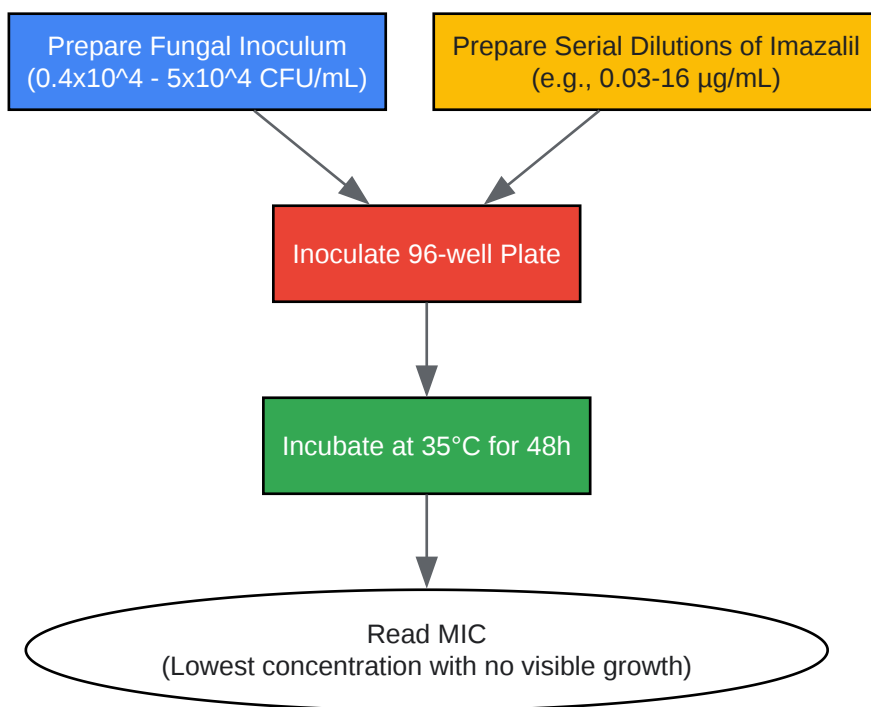 Prepare Fungal Inoculum
(0.4x10^4 - 5x10^4 CFU/mL)
Prepare Serial Dilutions of Imazalil
(e.g., 0.03-16 µg/mL)
Inoculate 96-well Plate
Incubate at 35°C for 48h
Read MIC
(Lowest concentration with no visible growth)